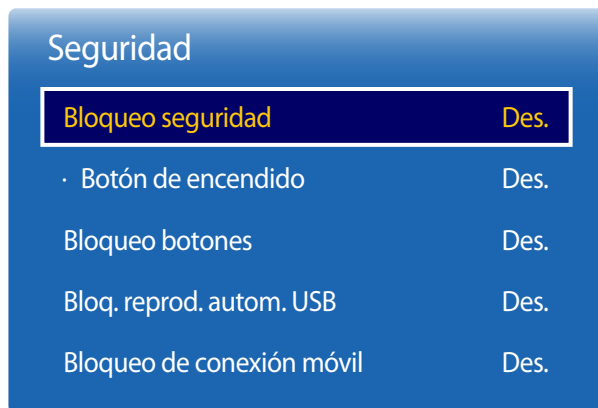 Seguridad
Bloqueo seguridad Des.
· Botón de encendido Des.
Bloqueo botones Des.
Bloq. reprod. autom. USB Des.
Bloqueo de conexión móvil Des.